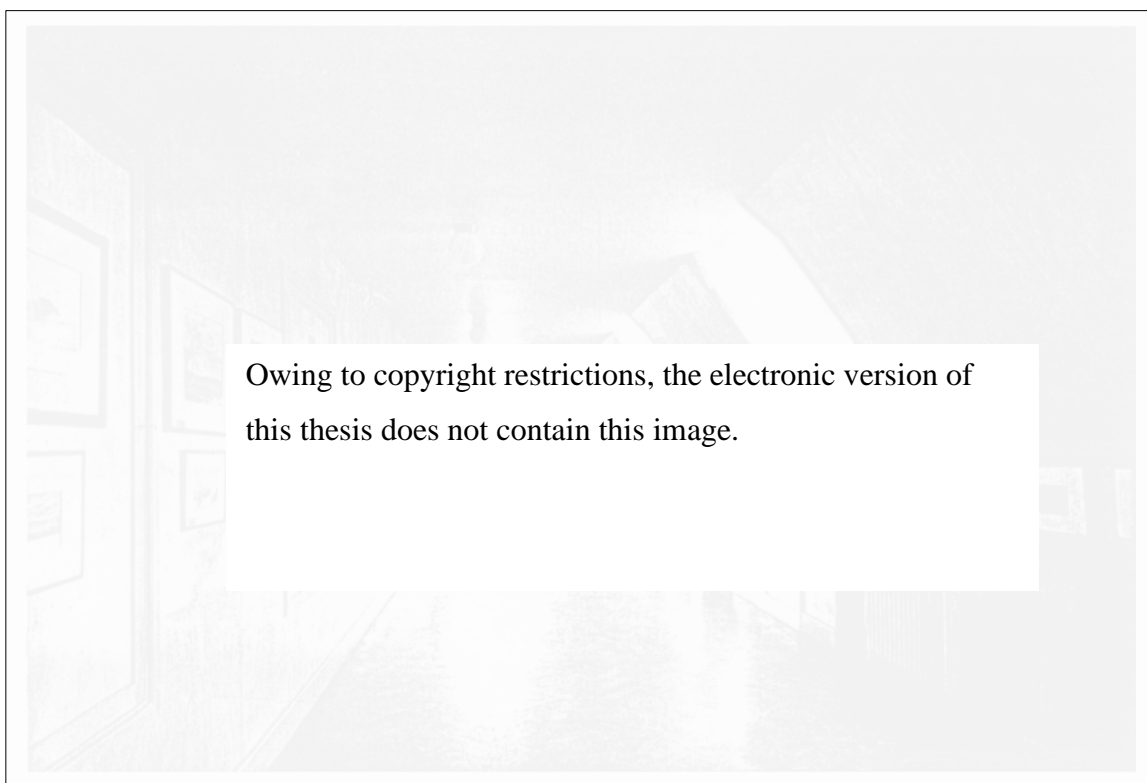 Owing to copyright restrictions, the electronic version of
this thesis does not contain this image.